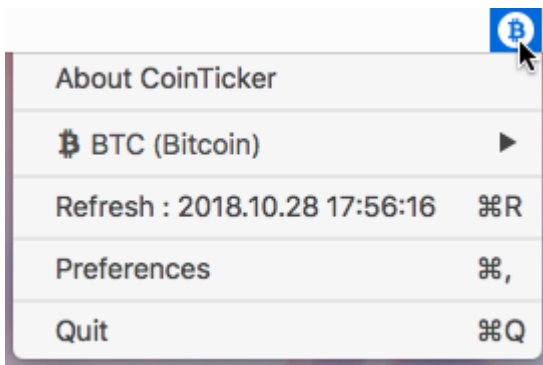 About CoinTicker
₿ BTC (Bitcoin) ▶
Refresh : 2018.10.28 17:56:16 ⌘R
Preferences ⌘,
Quit ⌘Q